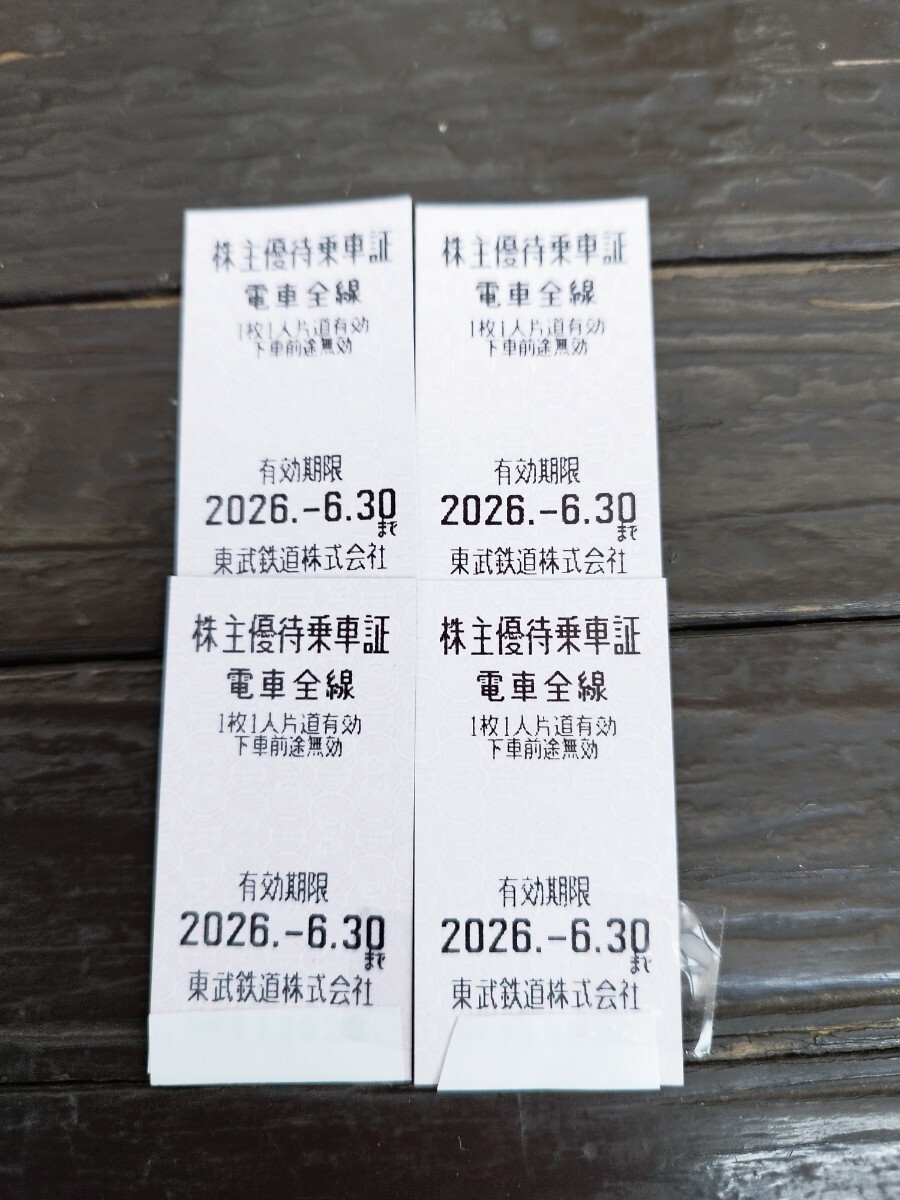 株主優待乗車証
電車全線
1枚1人片道有効
下車前途無効
有効期限
2026.-6.30
まで
東武鉄道株式会社
株主優待乗車証
電車全線
1枚1人片道有効
下車前途無効
有効期限
2026.-6.30
まで
東武鉄道株式会社
株主優待乗車証
電車全線
1枚1人片道有効
下車前途無効
有効期限
2026.-6.30
まで
東武鉄道株式会社
株主優待乗車証
電車全線
1枚1人片道有効
下車前途無効
有効期限
2026.-6.30
まで
東武鉄道株式会社